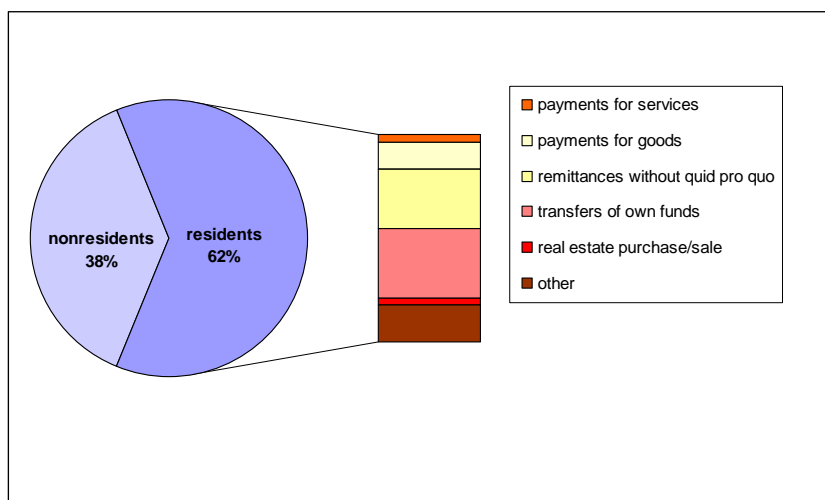 nonresidents
38%
residents
62%
payments for services
payments for goods
remittances without quid pro quo
transfers of own funds
real estate purchase/sale
other